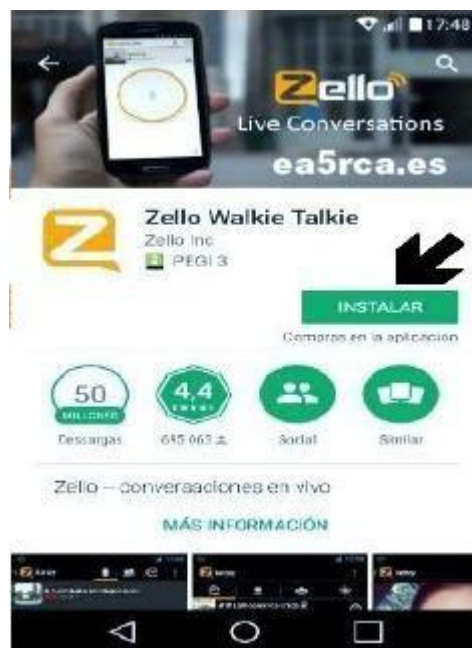 17:48
Zello
Live Conversations
ea5rca.es
Zello Walkie Talkie
Zello Inc
PEGI 3
INSTALAR
Compras en la aplicación
50
MILLONES
4,4
Descargas
Social
Similar
Zello – conversaciones en vivo
MÁS INFORMACIÓN